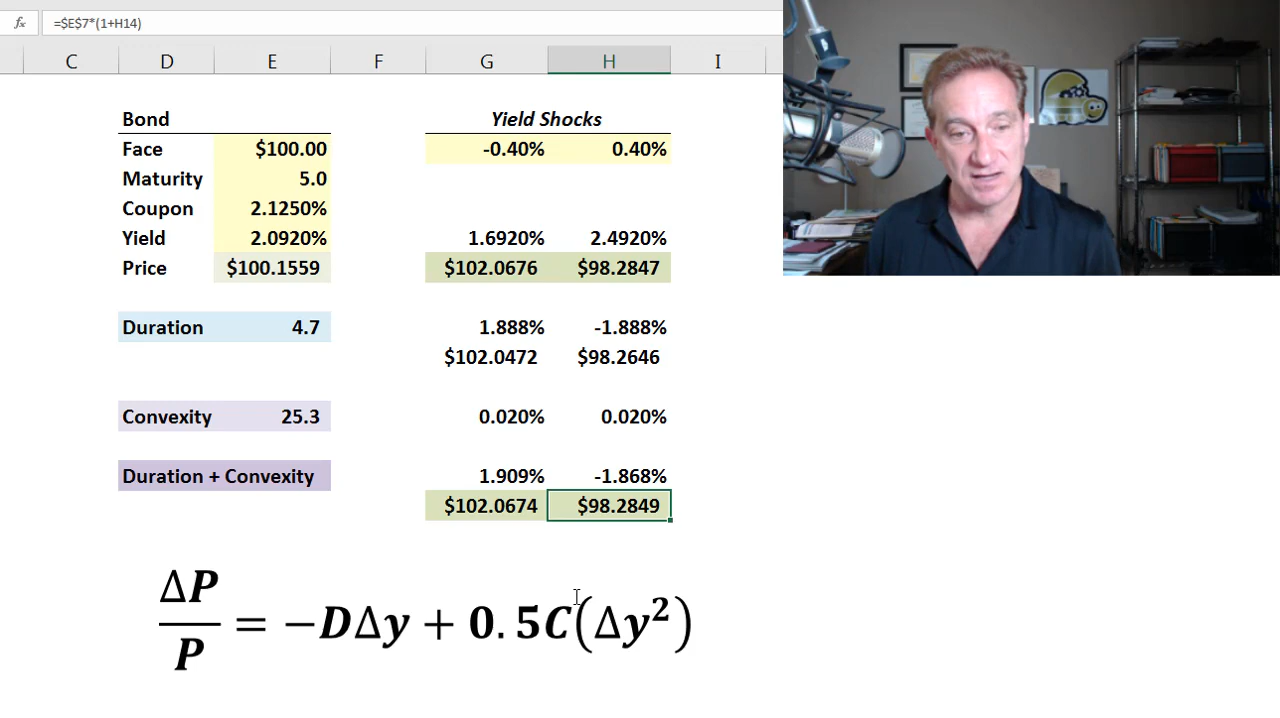 fx =$E$7*(1+H14)
C D E F G H I
Bond Yield Shocks
Face $100.00 -0.40% 0.40%
Maturity 5.0
Coupon 2.1250%
Yield 2.0920% 1.6920% 2.4920%
Price $100.1559 $102.0676 $98.2847
Duration 4.7 1.888% -1.888%
$102.0472 $98.2646
Convexity 25.3 0.020% 0.020%
Duration + Convexity 1.909% -1.868%
$102.0674 $98.2849
ΔP/P = −DΔy + 0.5C(Δy²)